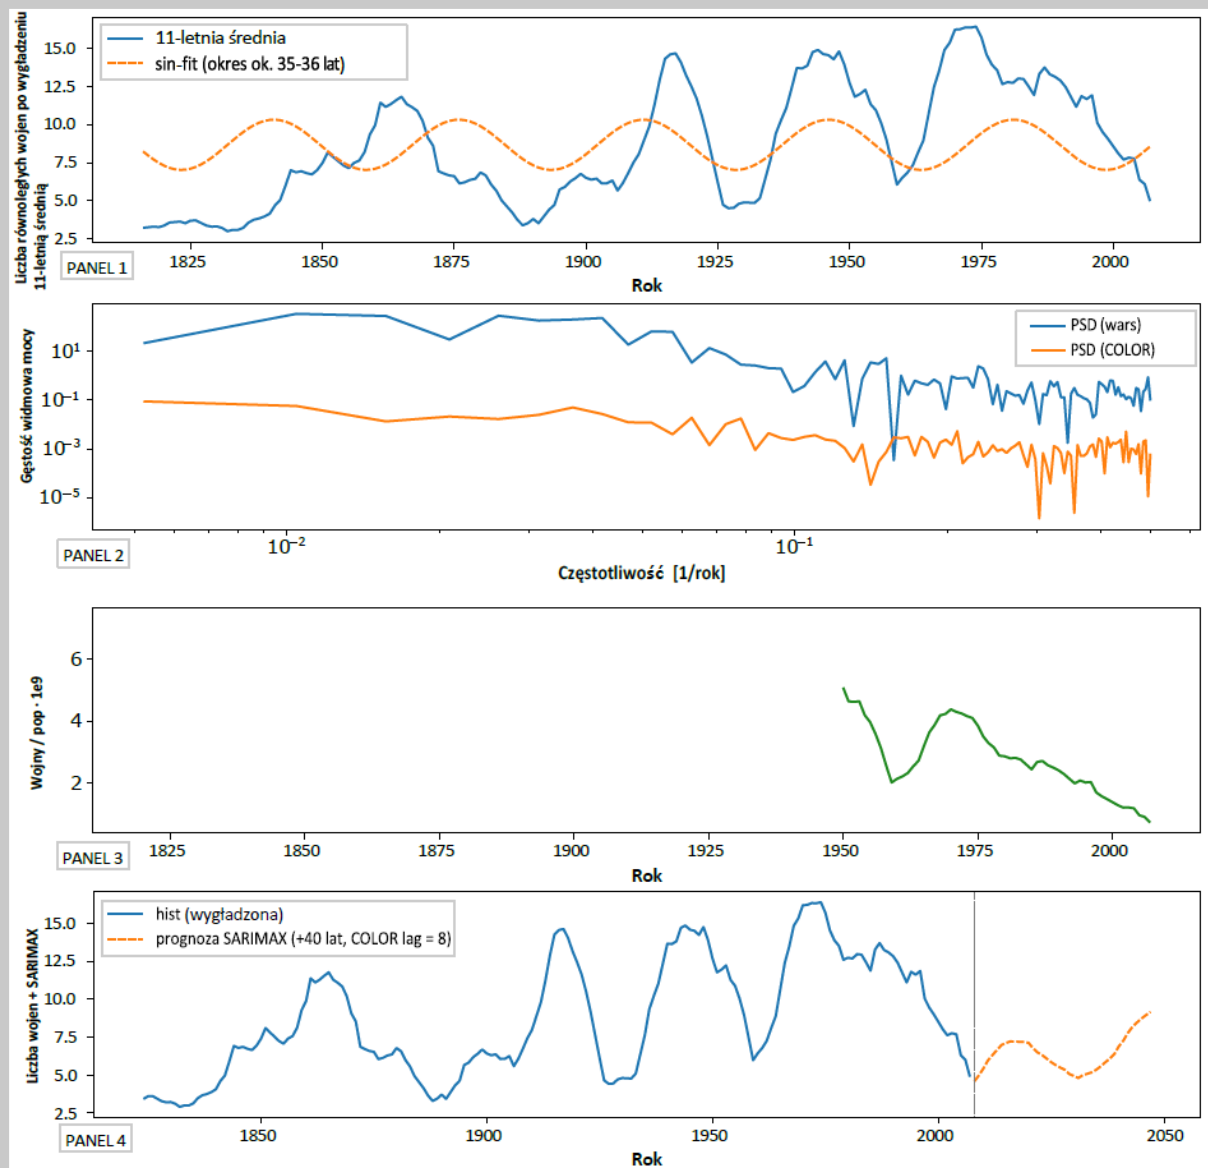 Liczba równoległych wojen po wygładzeniu
11-letnią średnią
11-letnia średnia
sin-fit (okres ok. 35-36 lat)
15.0
12.5
10.0
7.5
5.0
2.5
1825 1850 1875 1900 1925 1950 1975 2000
PANEL 1
Rok
Gęstość widmowa mocy
PSD (wars)
PSD (COLOR)
10¹
10⁻¹
10⁻³
10⁻⁵
10⁻² 10⁻¹
PANEL 2
Częstotliwość [1/rok]
Wojny / pop · 1e9
6
4
2
1825 1850 1875 1900 1925 1950 1975 2000
PANEL 3
Rok
Liczba wojen + SARIMAX
hist (wygładzona)
prognoza SARIMAX (+40 lat, COLOR lag = 8)
15.0
12.5
10.0
7.5
5.0
2.5
1850 1900 1950 2000 2050
PANEL 4
Rok